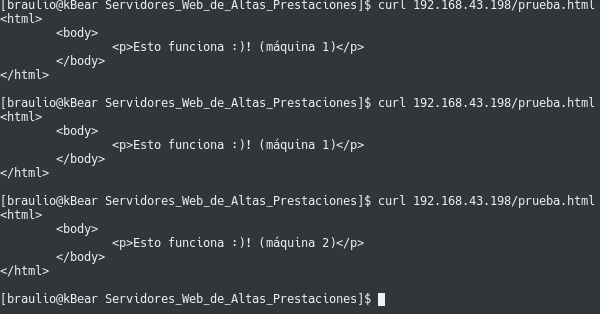 [braulio@kBear Servidores_Web_de_Altas_Prestaciones]$ curl 192.168.43.198/prueba.html
<html>
        <body>
                <p>Esto funciona :)! (máquina 1)</p>
        </body>
</html>

[braulio@kBear Servidores_Web_de_Altas_Prestaciones]$ curl 192.168.43.198/prueba.html
<html>
        <body>
                <p>Esto funciona :)! (máquina 1)</p>
        </body>
</html>

[braulio@kBear Servidores_Web_de_Altas_Prestaciones]$ curl 192.168.43.198/prueba.html
<html>
        <body>
                <p>Esto funciona :)! (máquina 2)</p>
        </body>
</html>

[braulio@kBear Servidores_Web_de_Altas_Prestaciones]$